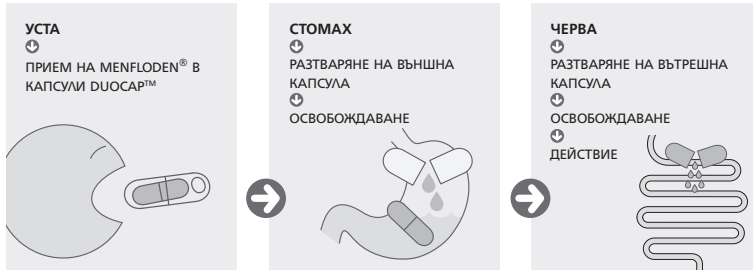 УСТА
ПРИЕМ НА MENFLODEN® В
КАПСУЛИ DUOCAP™
СТОМАХ
РАЗТВАРЯНЕ НА ВЪНШНА
КАПСУЛА
ОСВОБОЖДАВАНЕ
ЧЕРВА
РАЗТВАРЯНЕ НА ВЪТРЕШНА
КАПСУЛА
ОСВОБОЖДАВАНЕ
ДЕЙСТВИЕ